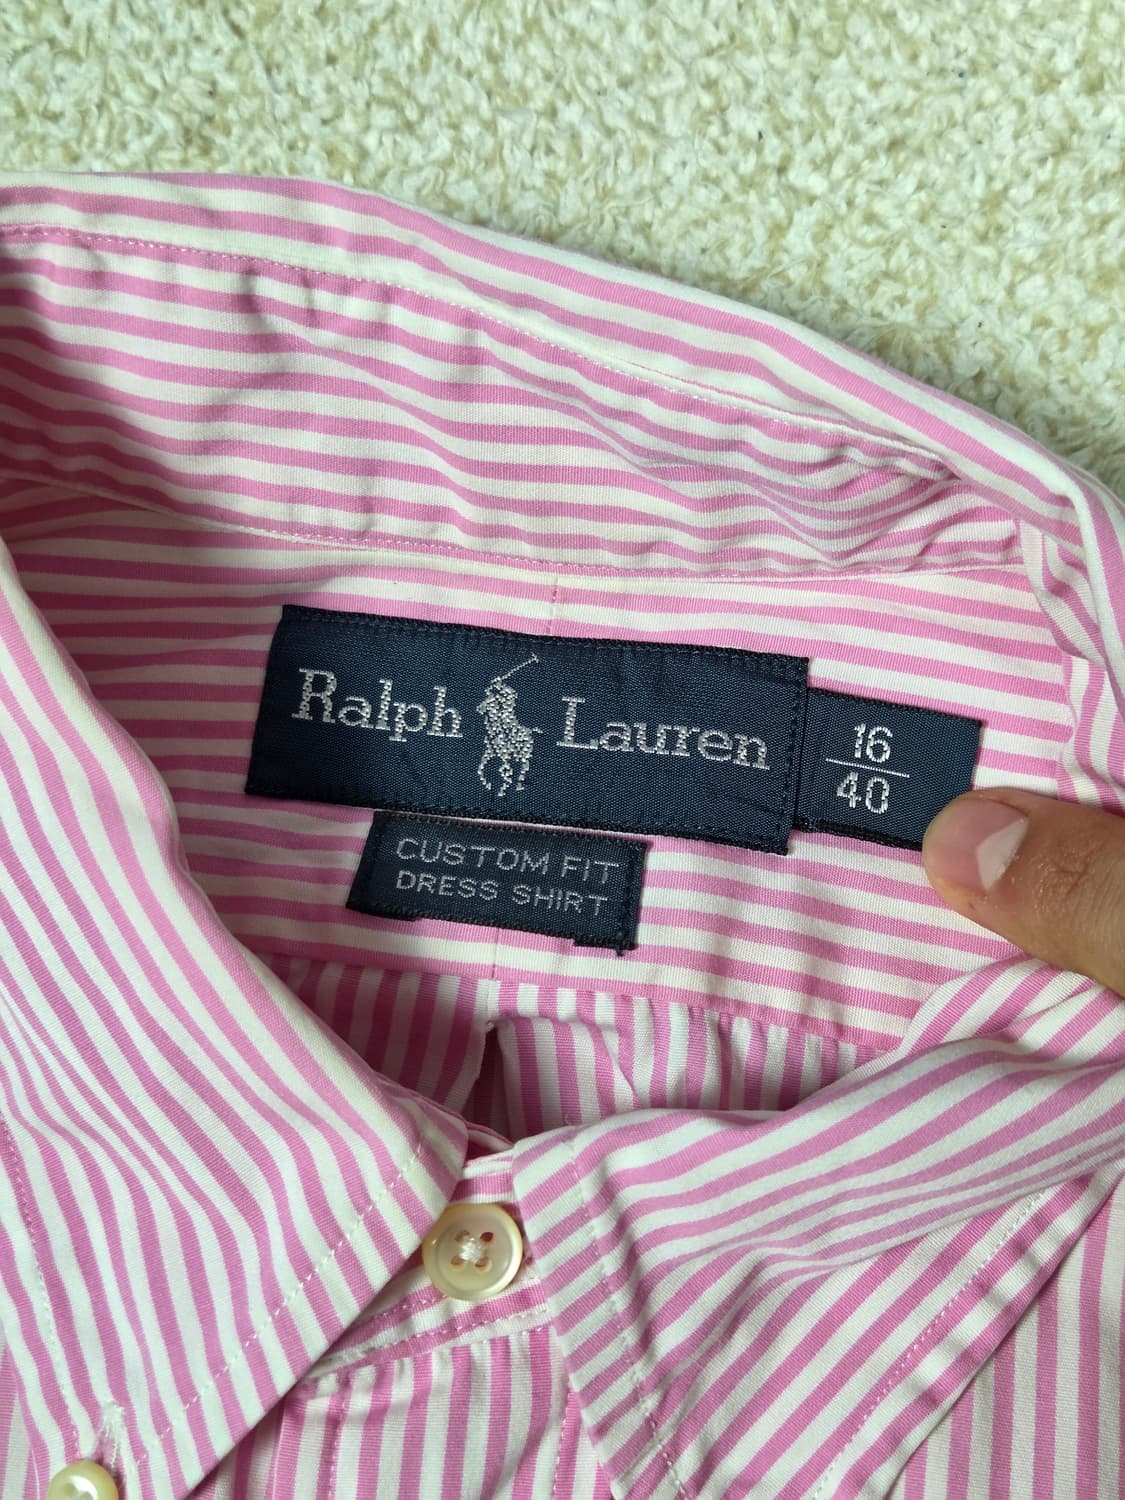 Ralph Lauren
16
40
CUSTOM FIT
DRESS SHIRT